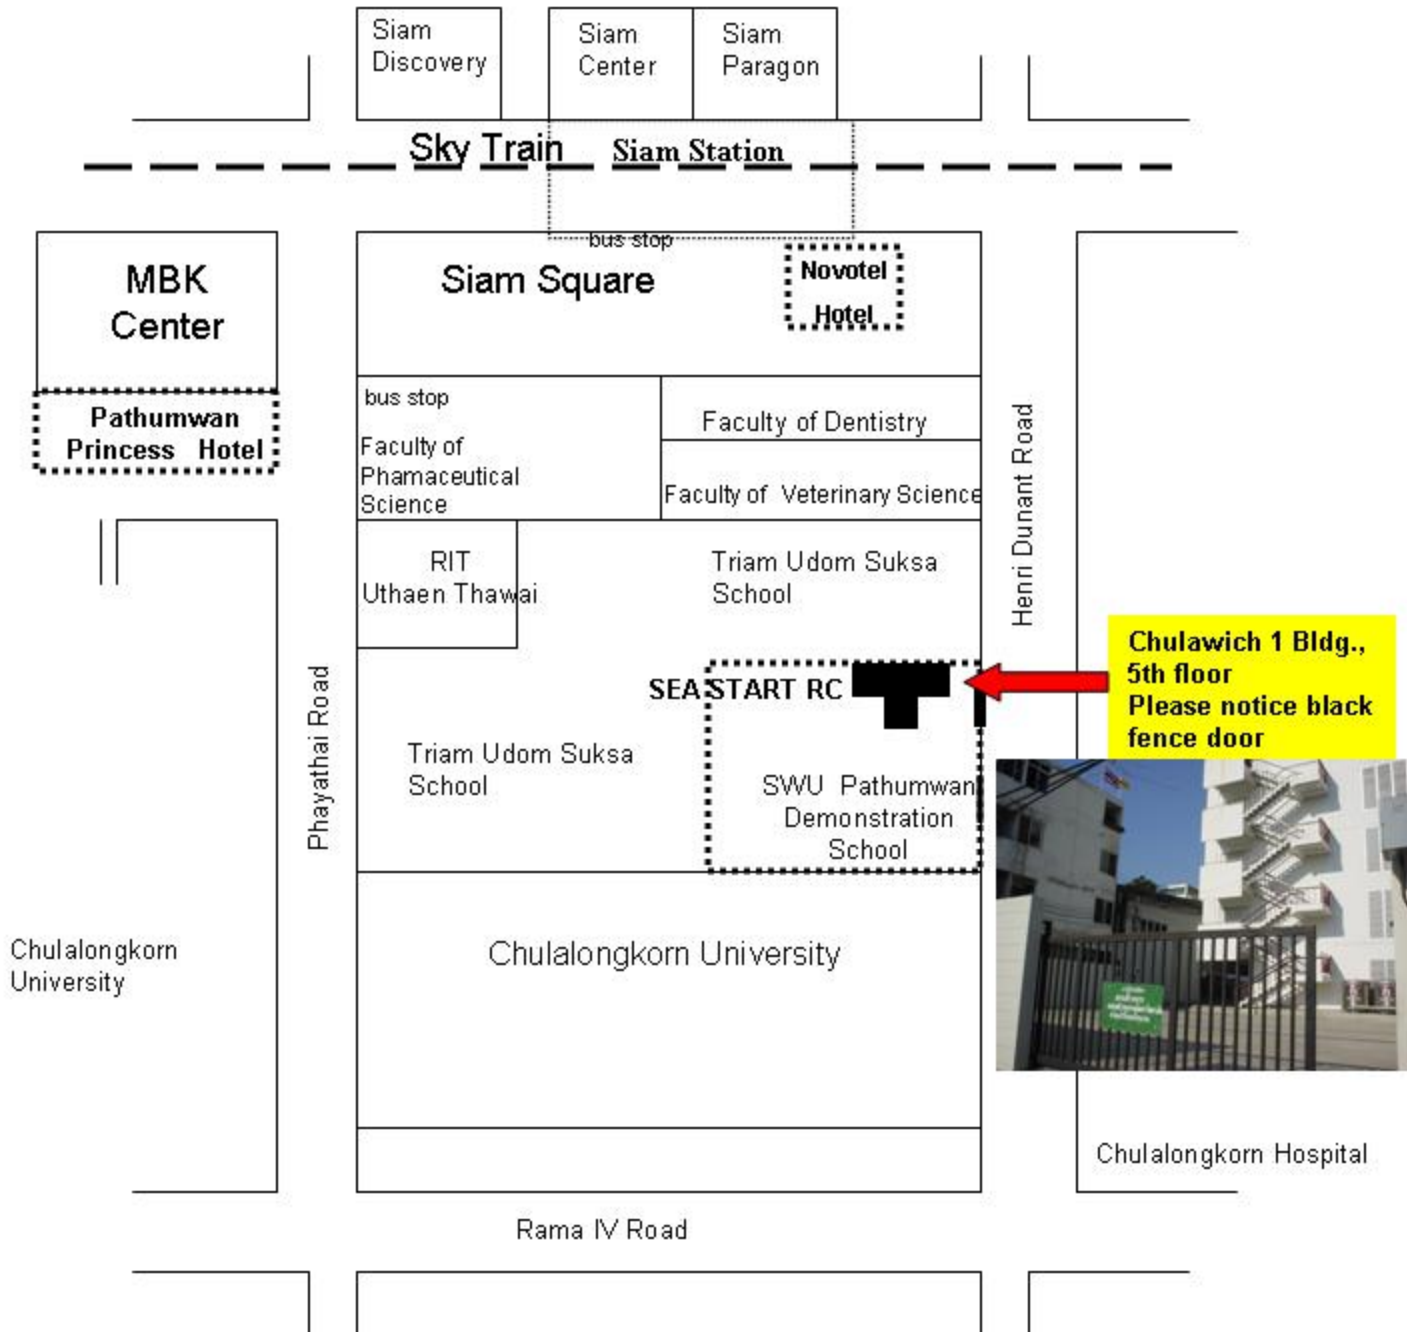 Siam
Discovery
Siam
Center
Siam
Paragon
Sky Train
Siam Station
bus stop
MBK
Center
Siam Square
Novotel
Hotel
Pathumwan
Princess Hotel
bus stop
Faculty of
Phamaceutical
Science
Faculty of Dentistry
Faculty of Veterinary Science
Henri Dunant Road
RIT
Uthaen Thawai
Triam Udom Suksa
School
Chulawich 1 Bldg.,
5th floor
Please notice black
fence door
SEA START RC
Phayathai Road
Triam Udom Suksa
School
SWU Pathumwan
Demonstration
School
Chulalongkorn
University
Chulalongkorn University
Chulalongkorn Hospital
Rama IV Road